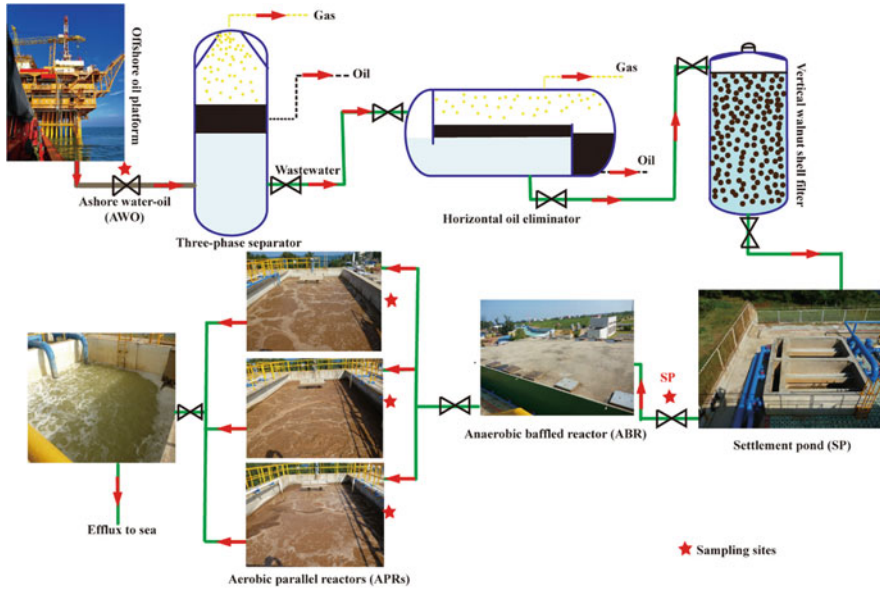 Gas
Offshore oil platform
Oil
Gas
Vertical walnut shell filter
Wastewater
Oil
Ashore water-oil
(AWO)
Horizontal oil eliminator
Three-phase separator
SP
Anaerobic baffled reactor (ABR)
Settlement pond (SP)
Efflux to sea
Sampling sites
Aerobic parallel reactors (APRs)